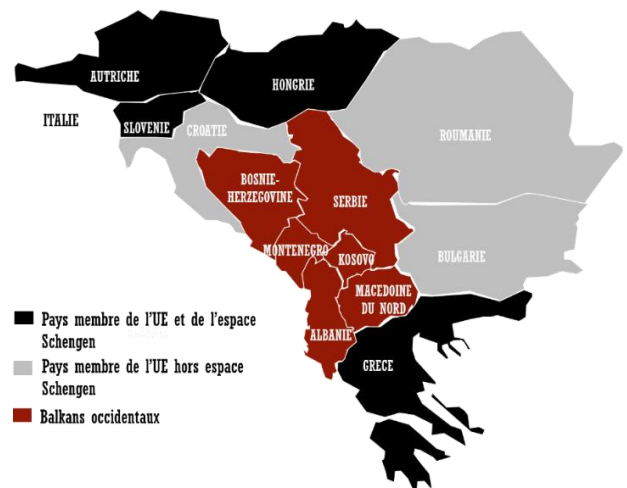 AUTRICHE
HONGRIE
ITALIE
SLOVENIE
CROATIE
ROUMANIE
BOSNIE-
HERZEGOVINE
SERBIE
MONTENEGRO
KOSOVO
BULGARIE
MACEDOINE
DU NORD
ALBANIE
GRECE
Pays membre de l'UE et de l'espace
Schengen
Pays membre de l'UE hors espace
Schengen
Balkans occidentaux